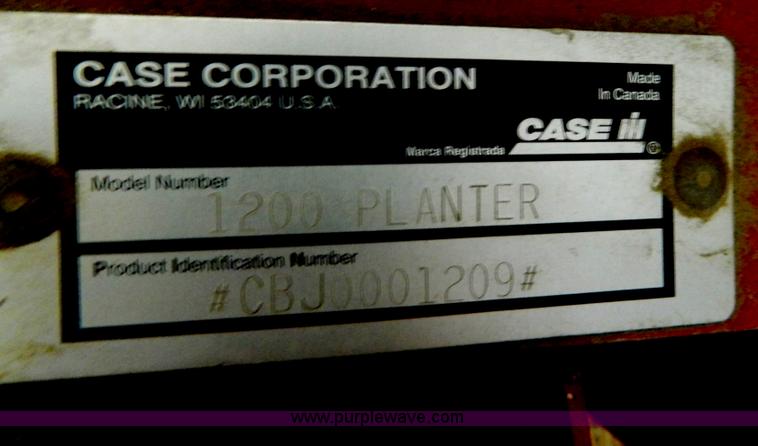 CASE CORPORATION
RACINE, WI 53404 U.S.A.
Made
In Canada
CASE IH
Marca Registrada ®
Model Number
1200 PLANTER
Product Identification Number
#CBJ0001209#
www.purplewave.com